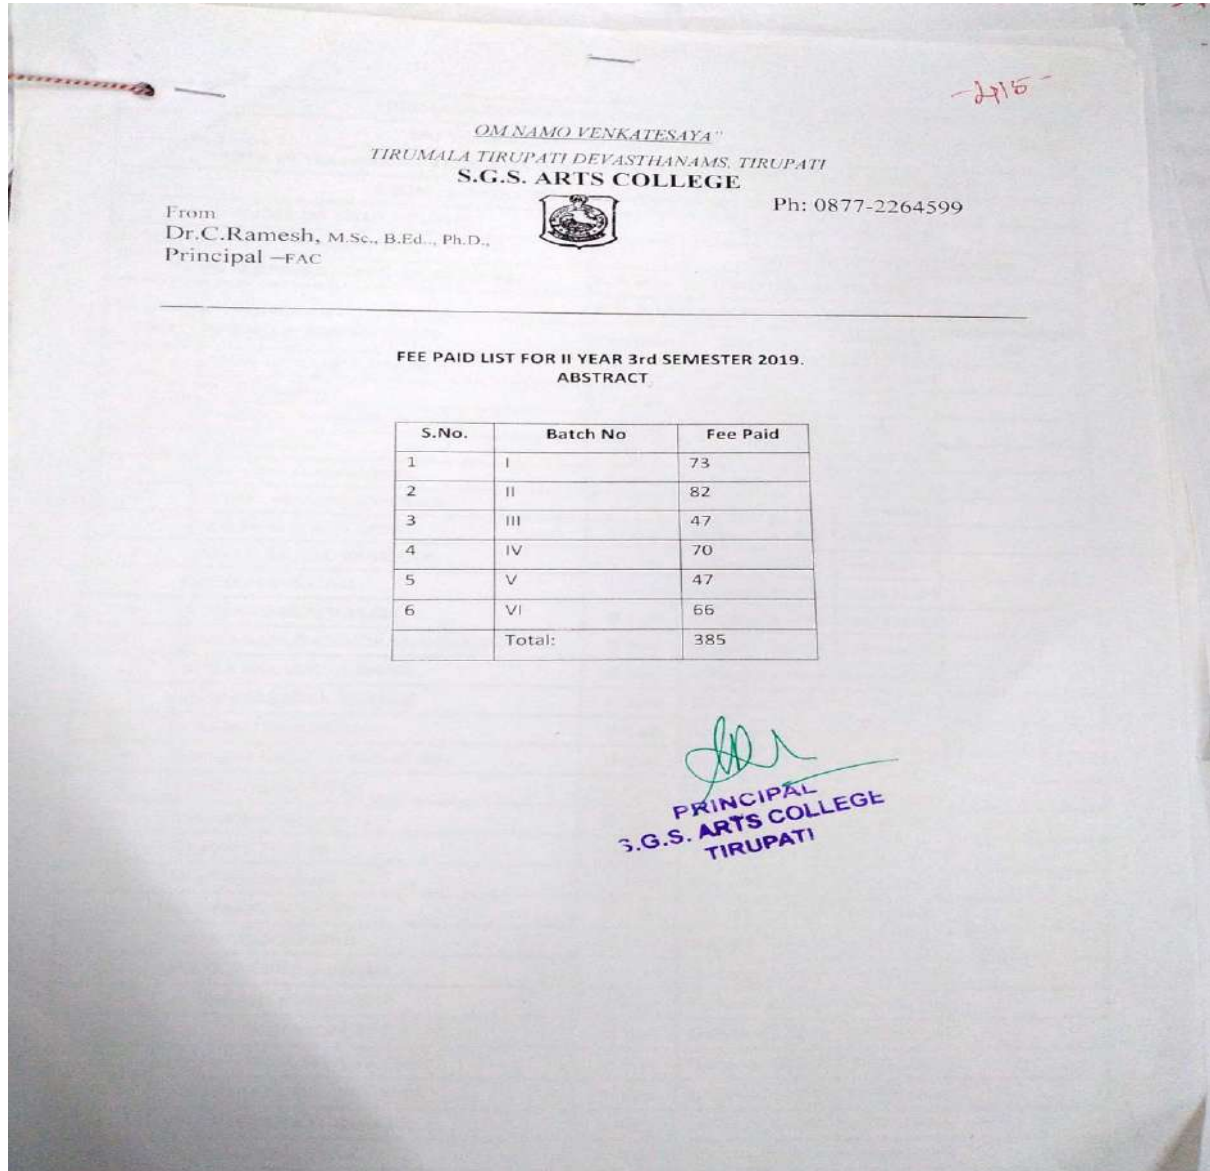 OM NAMO VENKATESAYA"
TIRUMALA TIRUPATI DEVASTHANAMS, TIRUPATI
S.G.S. ARTS COLLEGE
Ph: 0877-2264599
From
Dr.C.Ramesh, M.Sc., B.Ed.., Ph.D.,
Principal –FAC
FEE PAID LIST FOR II YEAR 3rd SEMESTER 2019.
ABSTRACT
S.No. Batch No Fee Paid
1 I 73
2 II 82
3 III 47
4 IV 70
5 V 47
6 VI 66
Total: 385
PRINCIPAL
S.G.S. ARTS COLLEGE
TIRUPATI